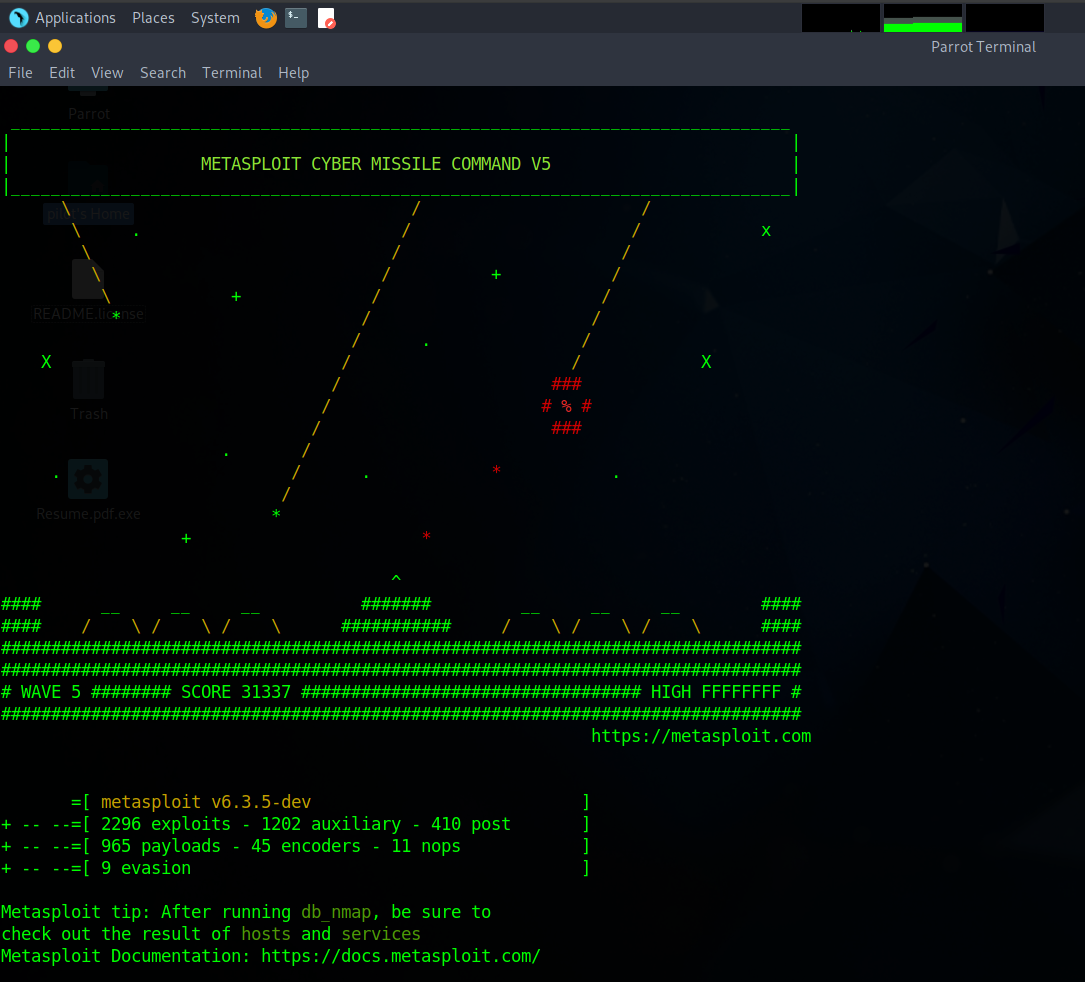 Applications Places System
Parrot Terminal
File Edit View Search Terminal Help
Parrot
METASPLOIT CYBER MISSILE COMMAND V5
pilot's Home
README.license
Trash
Resume.pdf.exe
# WAVE 5 ######## SCORE 31337 ################################## HIGH FFFFFFFF #
https://metasploit.com
=[ metasploit v6.3.5-dev ]
+ -- --=[ 2296 exploits - 1202 auxiliary - 410 post ]
+ -- --=[ 965 payloads - 45 encoders - 11 nops ]
+ -- --=[ 9 evasion ]
Metasploit tip: After running db_nmap, be sure to
check out the result of hosts and services
Metasploit Documentation: https://docs.metasploit.com/